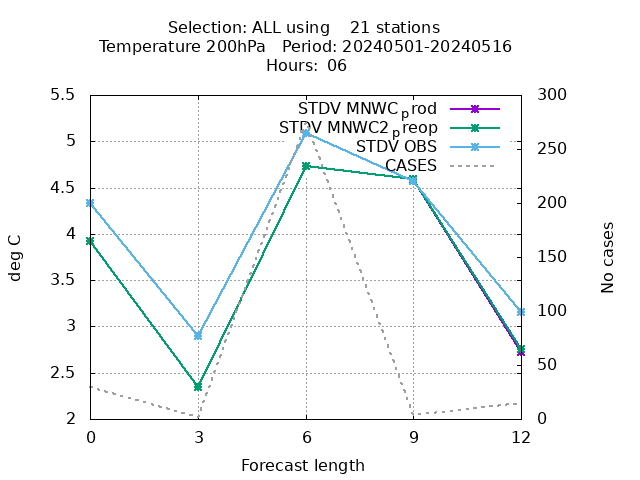 Selection: ALL using    21 stations
Temperature 200hPa   Period: 20240501-20240516
Hours: 06
STDV MNWC_prod
STDV MNWC2_preop
STDV OBS
CASES
5.5
5
4.5
4
3.5
3
2.5
2
deg C
300
250
200
150
100
50
0
No cases
0 3 6 9 12
Forecast length